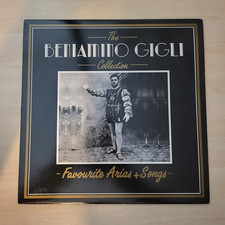 The
BENIAMINO GIGLI
Collection
- Favourite Arias + Songs -